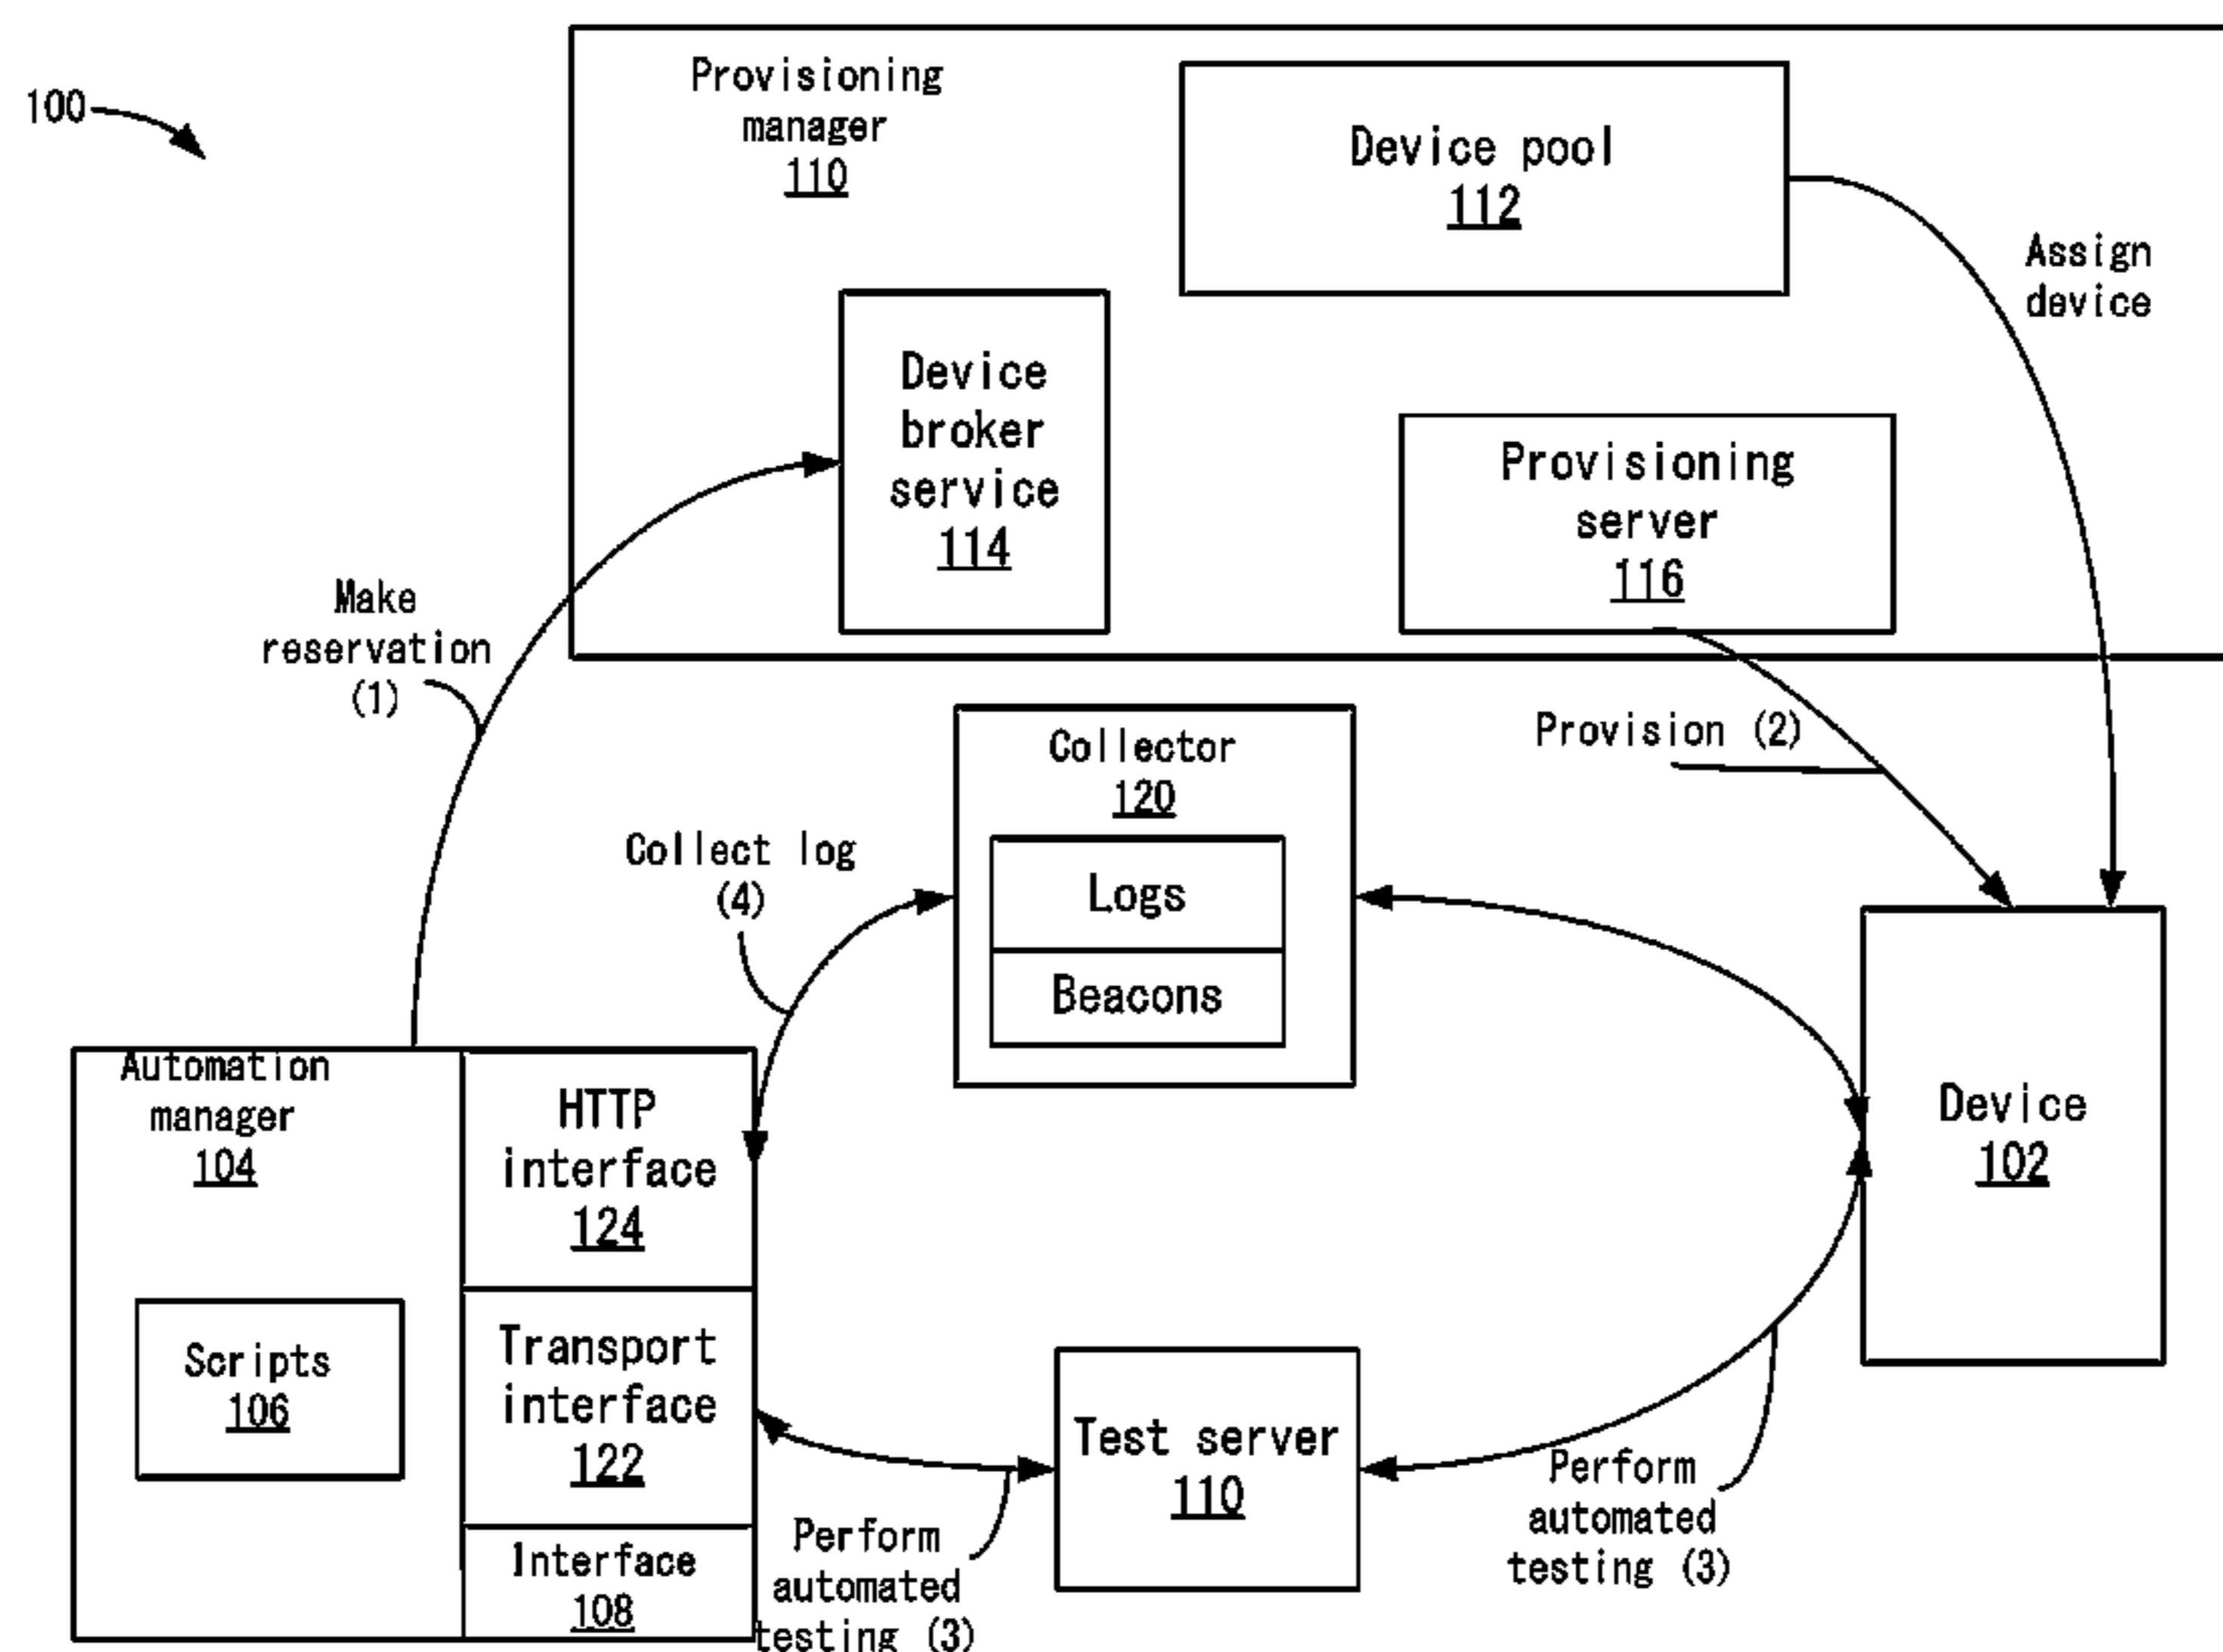 100
Provisioning
manager
110
Device pool
112
Assign
device
Device
broker
service
114
Provisioning
server
116
Make
reservation
(1)
Provision (2)
Collector
120
Logs
Beacons
Collect log
(4)
Automation
manager
104
Scripts
106
HTTP
interface
124
Transport
interface
122
Interface
108
Device
102
Test server
110
Perform
automated
testing (3)
Perform
automated
testing (3)